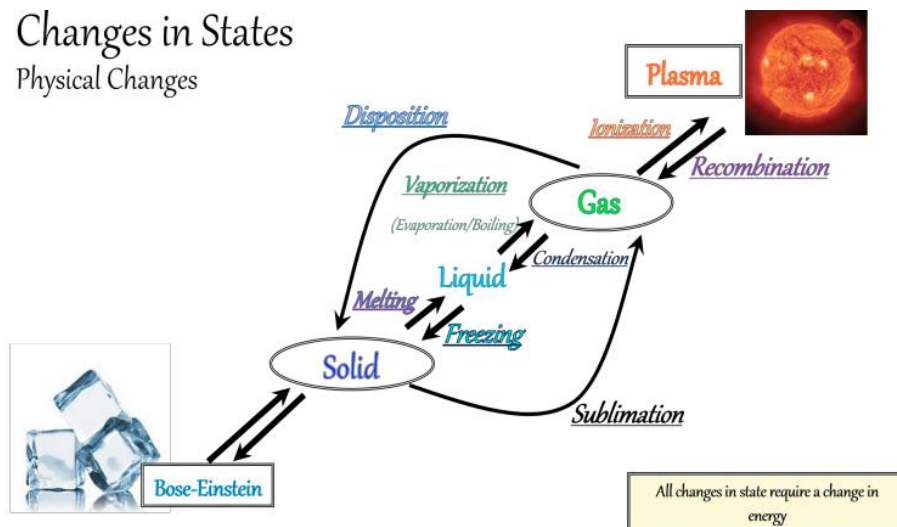 Changes in States
Physical Changes
Plasma
Disposition
Ionization
Recombination
Vaporization
Gas
(Evaporation/Boiling)
Condensation
Liquid
Melting
Freezing
Solid
Sublimation
Bose-Einstein
All changes in state require a change in
energy